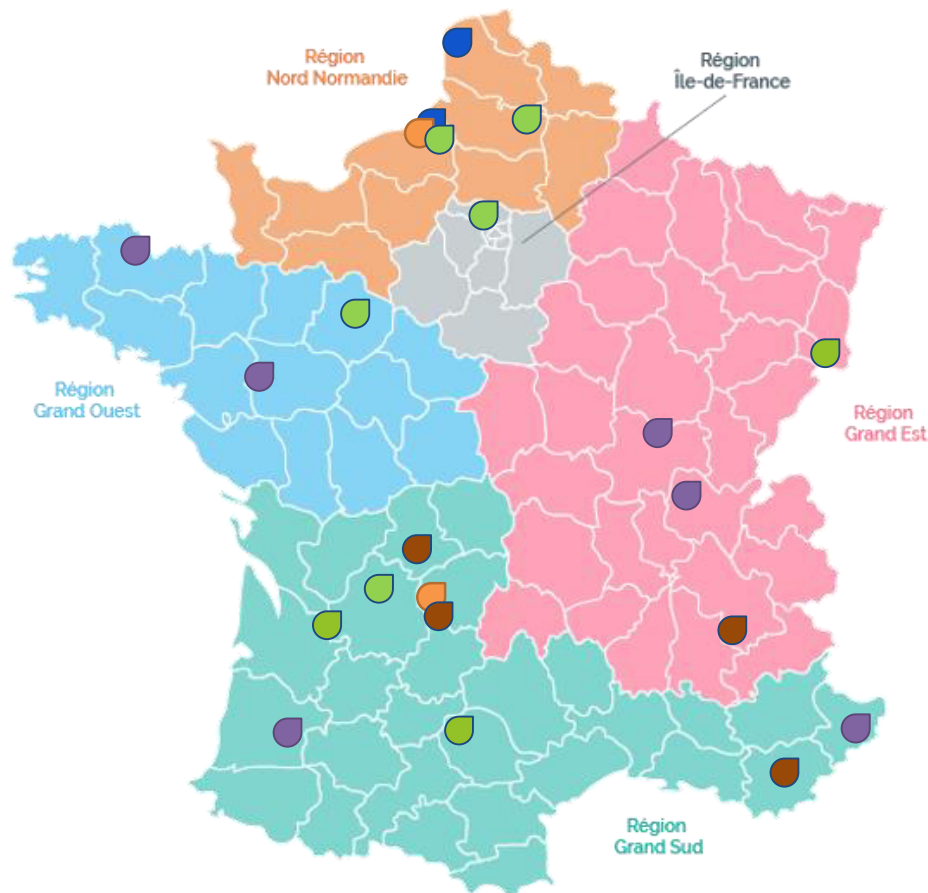 Région
Nord Normandie
Région
Île-de-France
Région
Grand Ouest
Région
Grand Est
Région
Grand Sud